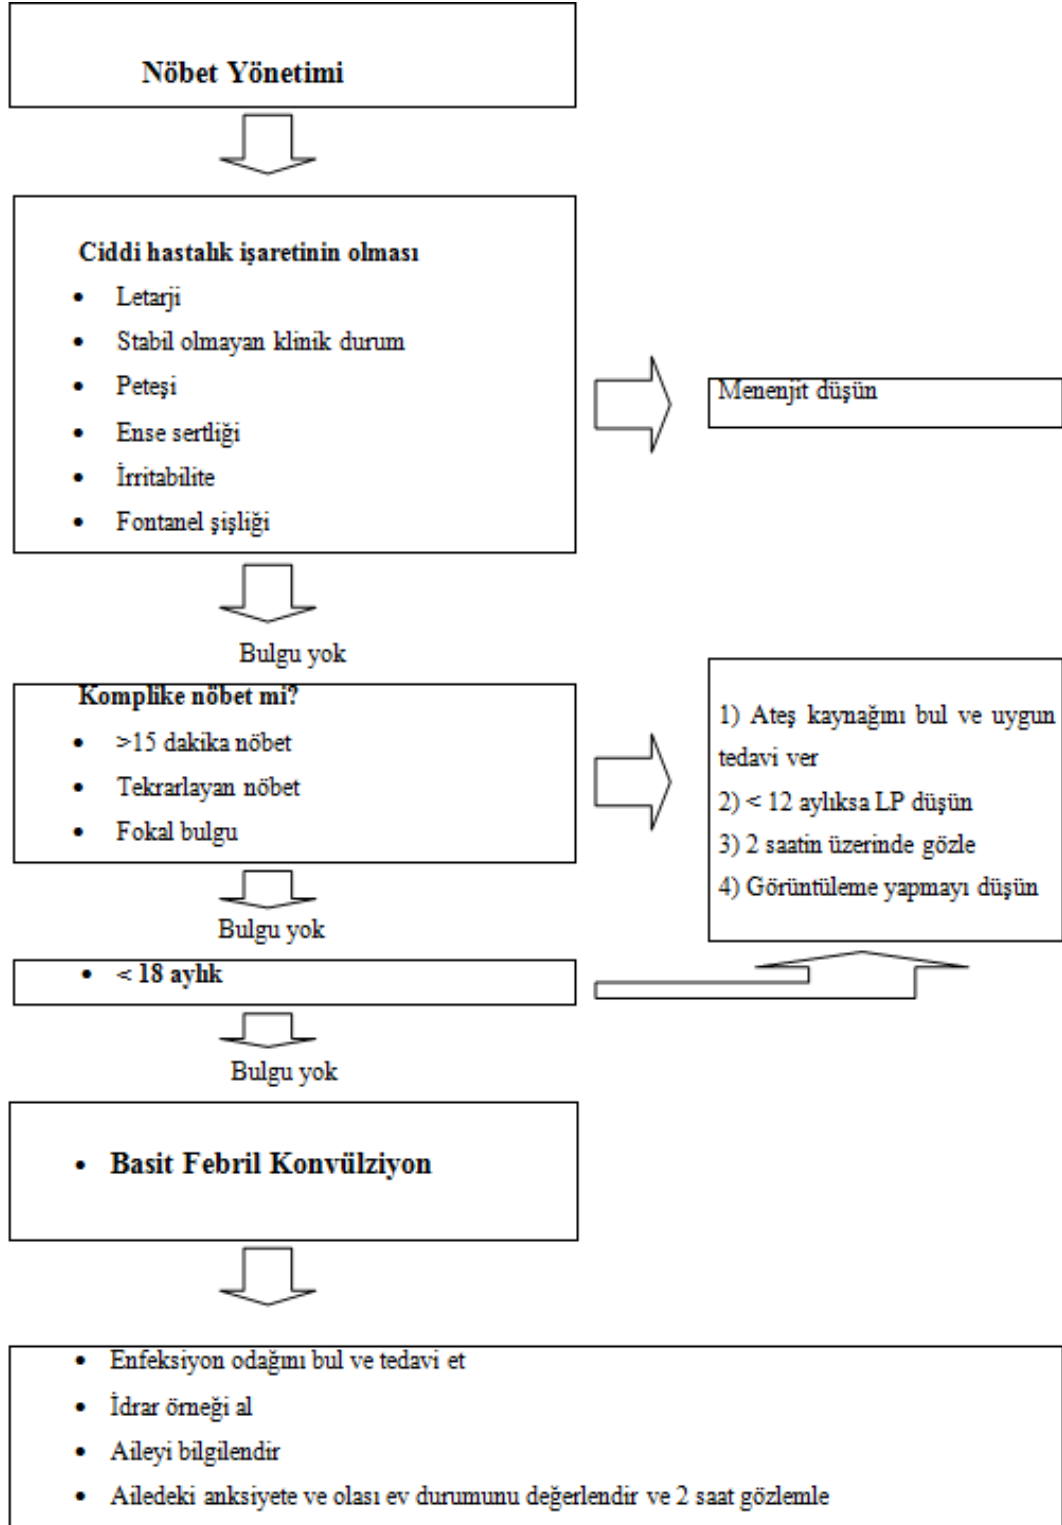 Nöbet Yönetimi
Ciddi hastalık işaretinin olması
• Letarji
• Stabil olmayan klinik durum
• Peteşi
• Ense sertliği
• İrritabilite
• Fontanel şişliği
Menenjit düşün
Bulgu yok
Komplike nöbet mi?
• >15 dakika nöbet
• Tekrarlayan nöbet
• Fokal bulgu
1) Ateş kaynağını bul ve uygun
tedavi ver
2) < 12 aylıksa LP düşün
3) 2 saatin üzerinde gözle
4) Görüntüleme yapmayı düşün
Bulgu yok
• < 18 aylık
Bulgu yok
• Basit Febril Konvülziyon
• Enfeksiyon odağını bul ve tedavi et
• İdrar örneği al
• Aileyi bilgilendir
• Ailedeki anksiyete ve olası ev durumunu değerlendir ve 2 saat gözlemle